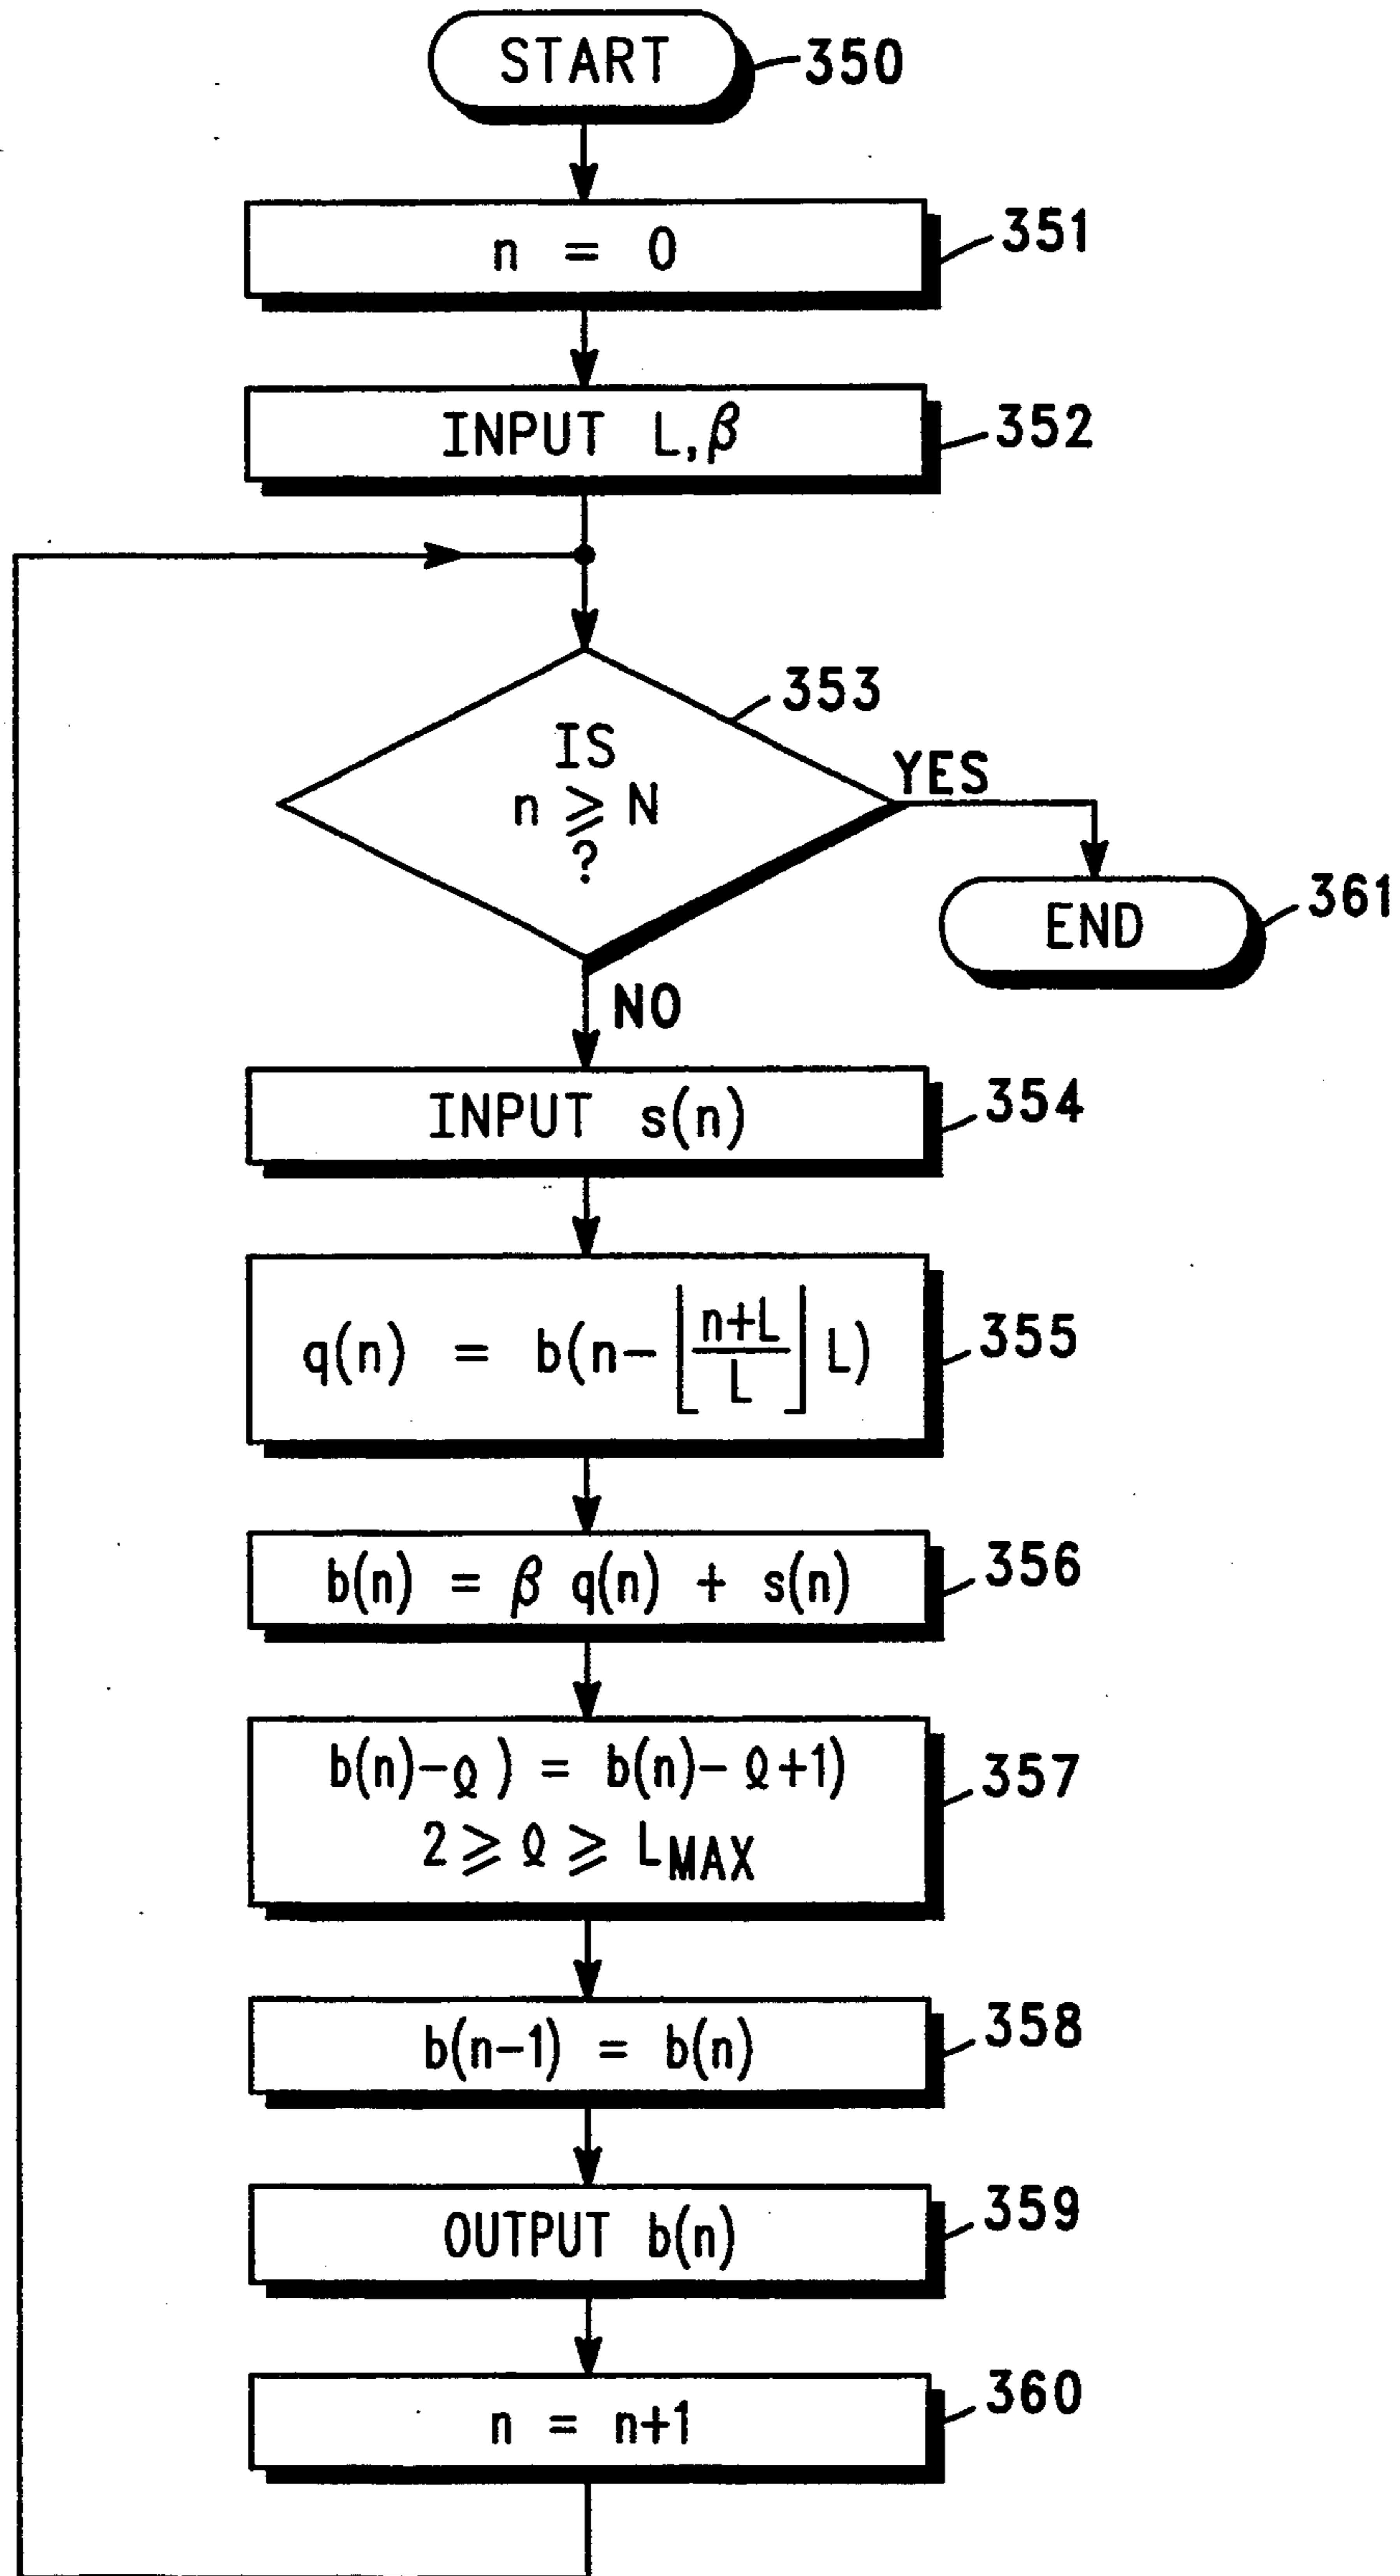 START 350
n = 0 351
INPUT L,β 352
353
IS
n ⩾ N
?
YES
END 361
NO
INPUT s(n) 354
q(n) = b(n-⌊n+L/L⌋L) 355
b(n) = β q(n) + s(n) 356
b(n)-ℓ) = b(n)-ℓ+1) 357
2 ⩾ ℓ ⩾ LMAX
b(n-1) = b(n) 358
OUTPUT b(n) 359
n = n+1 360